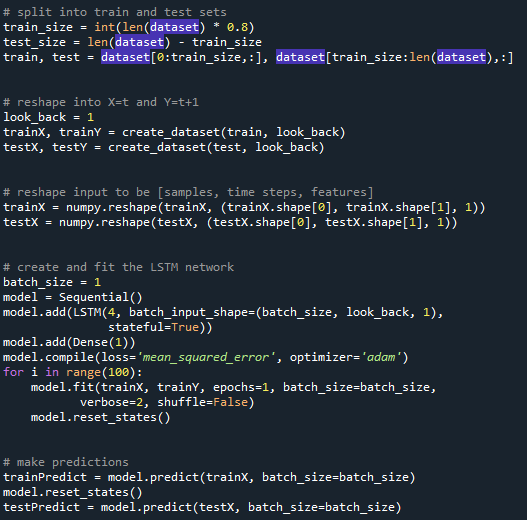 # split into train and test sets
train_size = int(len(dataset) * 0.8)
test_size = len(dataset) - train_size
train, test = dataset[0:train_size,:], dataset[train_size:len(dataset),:]
# reshape into X=t and Y=t+1
look_back = 1
trainX, trainY = create_dataset(train, look_back)
testX, testY = create_dataset(test, look_back)
# reshape input to be [samples, time steps, features]
trainX = numpy.reshape(trainX, (trainX.shape[0], trainX.shape[1], 1))
testX = numpy.reshape(testX, (testX.shape[0], testX.shape[1], 1))
# create and fit the LSTM network
batch_size = 1
model = Sequential()
model.add(LSTM(4, batch_input_shape=(batch_size, look_back, 1),
stateful=True))
model.add(Dense(1))
model.compile(loss='mean_squared_error', optimizer='adam')
for i in range(100):
model.fit(trainX, trainY, epochs=1, batch_size=batch_size,
verbose=2, shuffle=False)
model.reset_states()
# make predictions
trainPredict = model.predict(trainX, batch_size=batch_size)
model.reset_states()
testPredict = model.predict(testX, batch_size=batch_size)